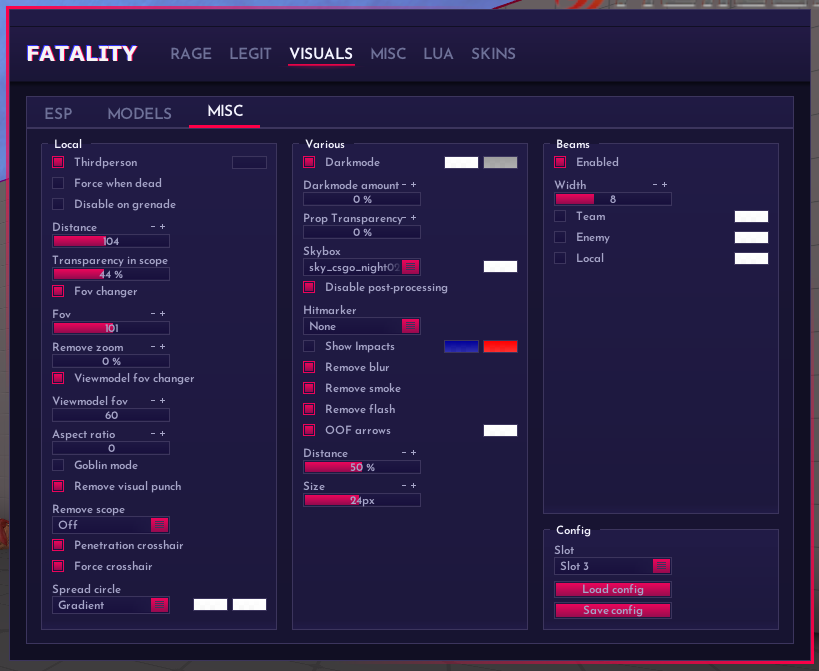 FATALITY RAGE LEGIT VISUALS MISC LUA SKINS
ESP MODELS MISC
Local
Thirdperson
Force when dead
Disable on grenade
Distance - +
104
Transparency in scope
44 %
Fov changer
Fov - +
101
Remove zoom - +
0 %
Viewmodel fov changer
Viewmodel fov - +
60
Aspect ratio - +
0
Goblin mode
Remove visual punch
Remove scope
Off
Penetration crosshair
Force crosshair
Spread circle
Gradient
Various
Darkmode
Darkmode amount - +
0 %
Prop Transparency - +
0 %
Skybox
sky_csgo_night02
Disable post-processing
Hitmarker
None
Show Impacts
Remove blur
Remove smoke
Remove flash
OOF arrows
Distance - +
50 %
Size - +
24px
Beams
Enabled
Width - +
8
Team
Enemy
Local
Config
Slot
Slot 3
Load config
Save config